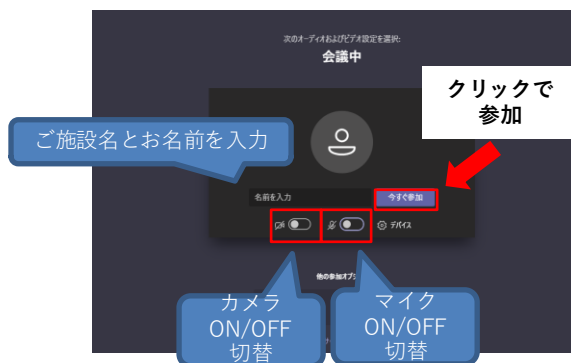 次のオーディオおよびビデオ設定を選択:
会議中
クリックで
参加
ご施設名とお名前を入力
名前を入力
今すぐ参加
デバイス
他の参加オプ
カメラ
ON/OFF
切替
マイク
ON/OFF
切替